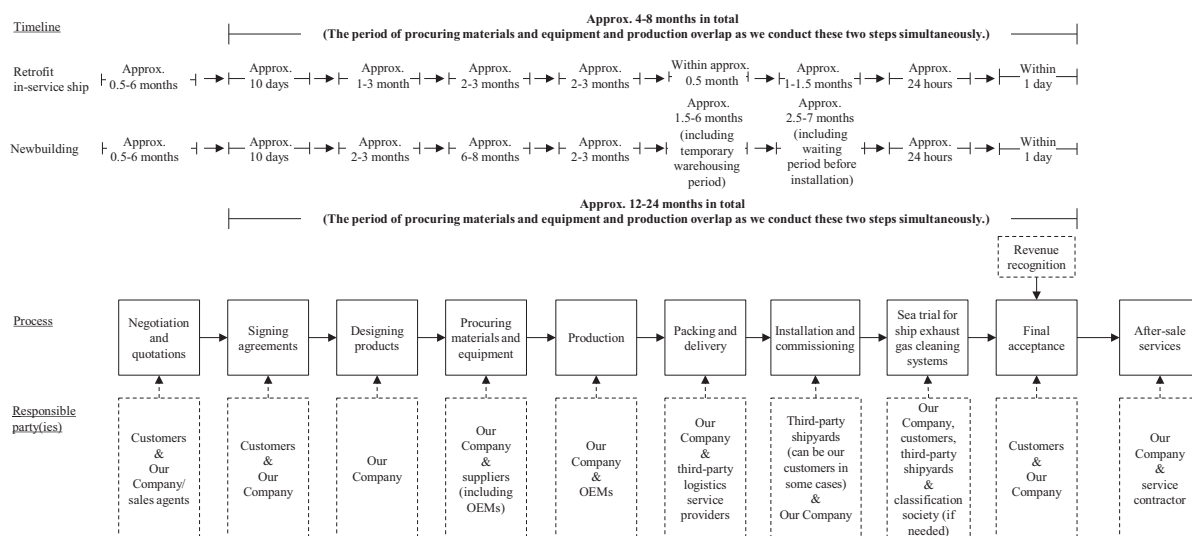 Timeline
Approx. 4-8 months in total
(The period of procuring materials and equipment and production overlap as we conduct these two steps simultaneously.)
Retrofit
in-service ship
Approx.
0.5-6 months
Approx.
10 days
Approx.
1-3 month
Approx.
2-3 months
Approx.
2-3 months
Within approx.
0.5 month
Approx.
1-1.5 months
Approx.
24 hours
Within
1 day
Newbuilding
Approx.
0.5-6 months
Approx.
10 days
Approx.
2-3 months
Approx.
6-8 months
Approx.
2-3 months
Approx.
1.5-6 months
(including
temporary
warehousing
period)
Approx.
2.5-7 months
(including
waiting
period before
installation)
Approx.
24 hours
Within
1 day
Approx. 12-24 months in total
(The period of procuring materials and equipment and production overlap as we conduct these two steps simultaneously.)
Revenue
recognition
Process
Negotiation
and
quotations
Signing
agreements
Designing
products
Procuring
materials and
equipment
Production
Packing and
delivery
Installation and
commissioning
Sea trial for
ship exhaust
gas cleaning
systems
Final
acceptance
After-sale
services
Responsible
party(ies)
Customers
&
Our
Company/
sales agents
Customers
&
Our
Company
Our
Company
Our
Company
&
suppliers
(including
OEMs)
Our
Company
&
OEMs
Our
Company
&
third-party
logistics
service
providers
Third-party
shipyards
(can be our
customers in
some cases)
&
Our Company
Our
Company,
customers,
third-party
shipyards
&
classification
society (if
needed)
Customers
&
Our
Company
Our
Company
&
service
contractor